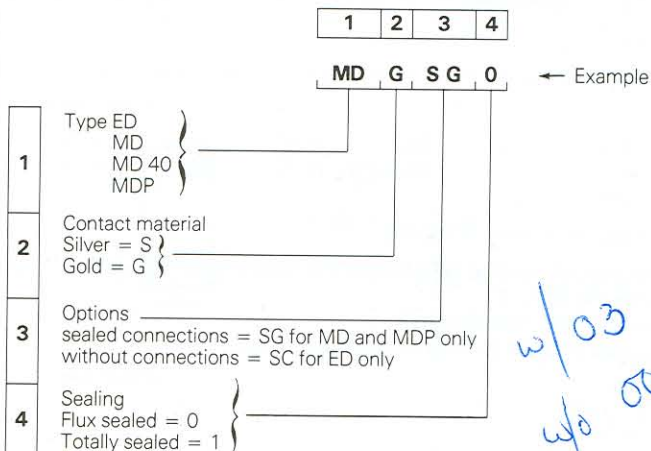 1 2 3 4
MD G S G 0 ← Example
1
Type ED
MD
MD 40
MDP
2
Contact material
Silver = S
Gold = G
3
Options
sealed connections = SG for MD and MDP only
without connections = SC for ED only
4
Sealing
Flux sealed = 0
Totally sealed = 1
w/ 03
w/o